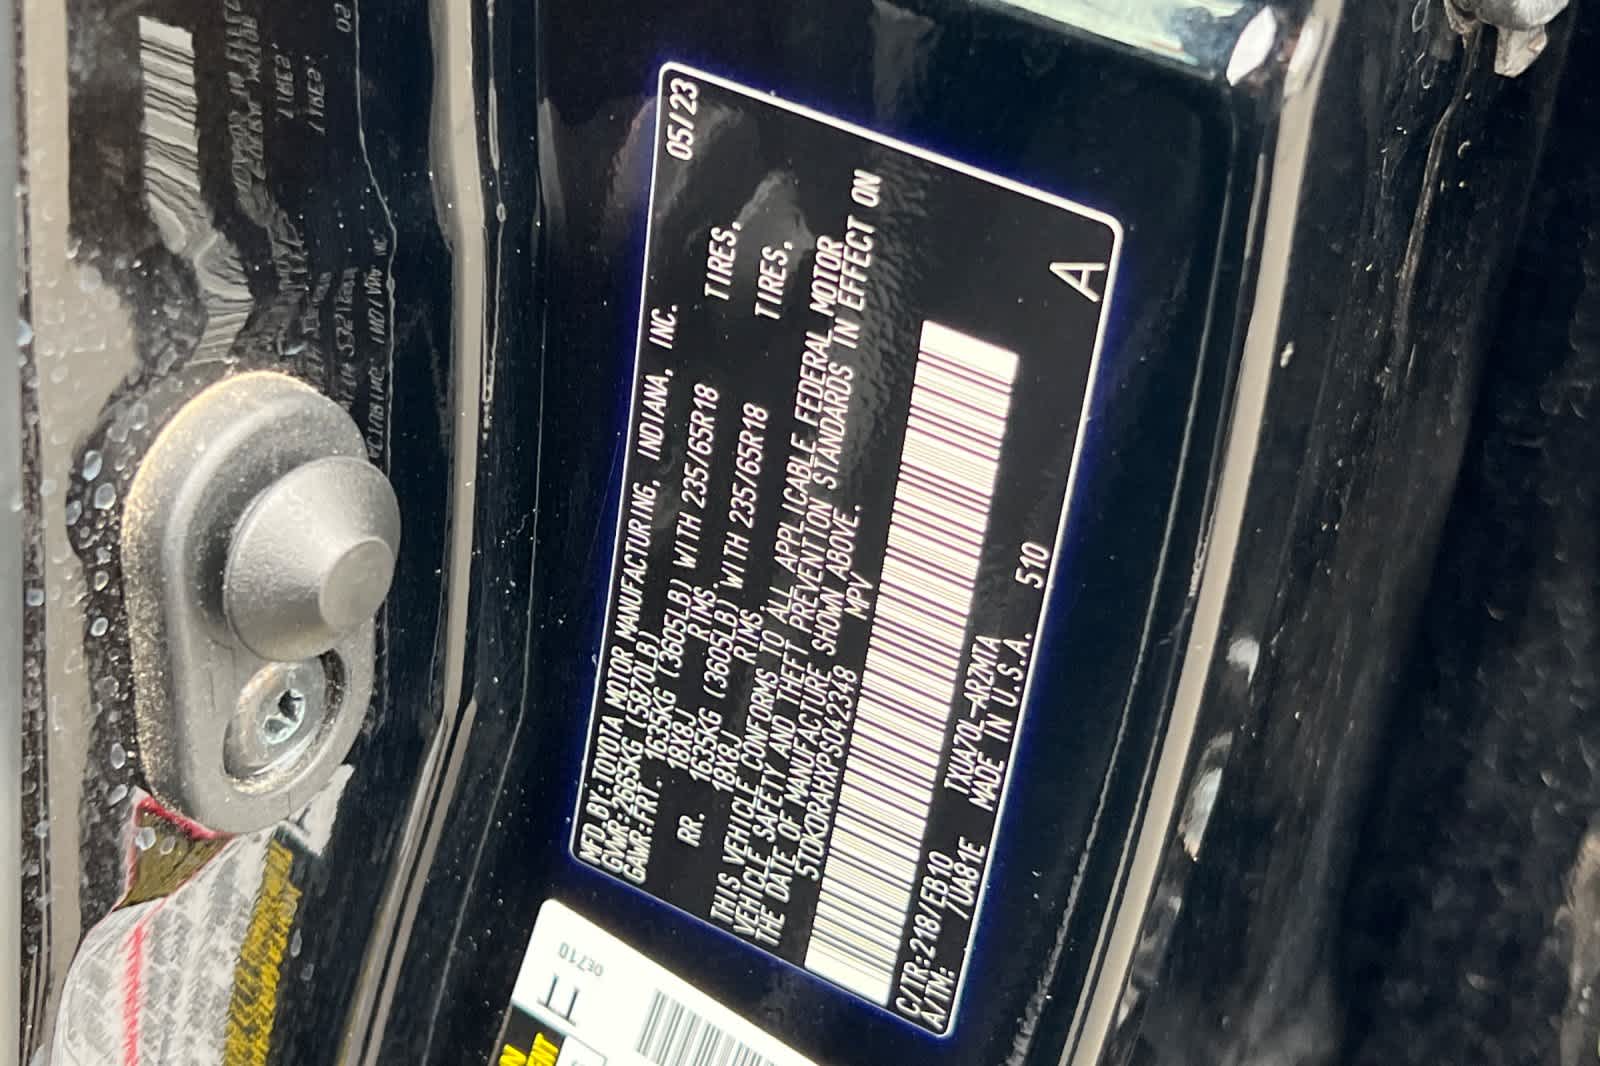 MFD.BY:TOYOTA MOTOR MANUFACTURING, INDIANA, INC. 05/23
GVWR:2665KG (5870LB)
GAWR:FRT. 1635KG (3605LB) WITH 235/65R18 TIRES,
18X8J RIMS,
RR. 1635KG (3605LB) WITH 235/65R18 TIRES,
18X8J RIMS,
THIS VEHICLE CONFORMS TO ALL APPLICABLE FEDERAL MOTOR
VEHICLE SAFETY AND THEFT PREVENTION STANDARDS IN EFFECT ON
THE DATE OF MANUFACTURE SHOWN ABOVE.
5TDKDRAHXPS042348 MPV
C/TR:218/EB10 TXUA70L-ARZMTA
A/TM: /UA81E MADE IN U.S.A. 510 A
TT
0E710